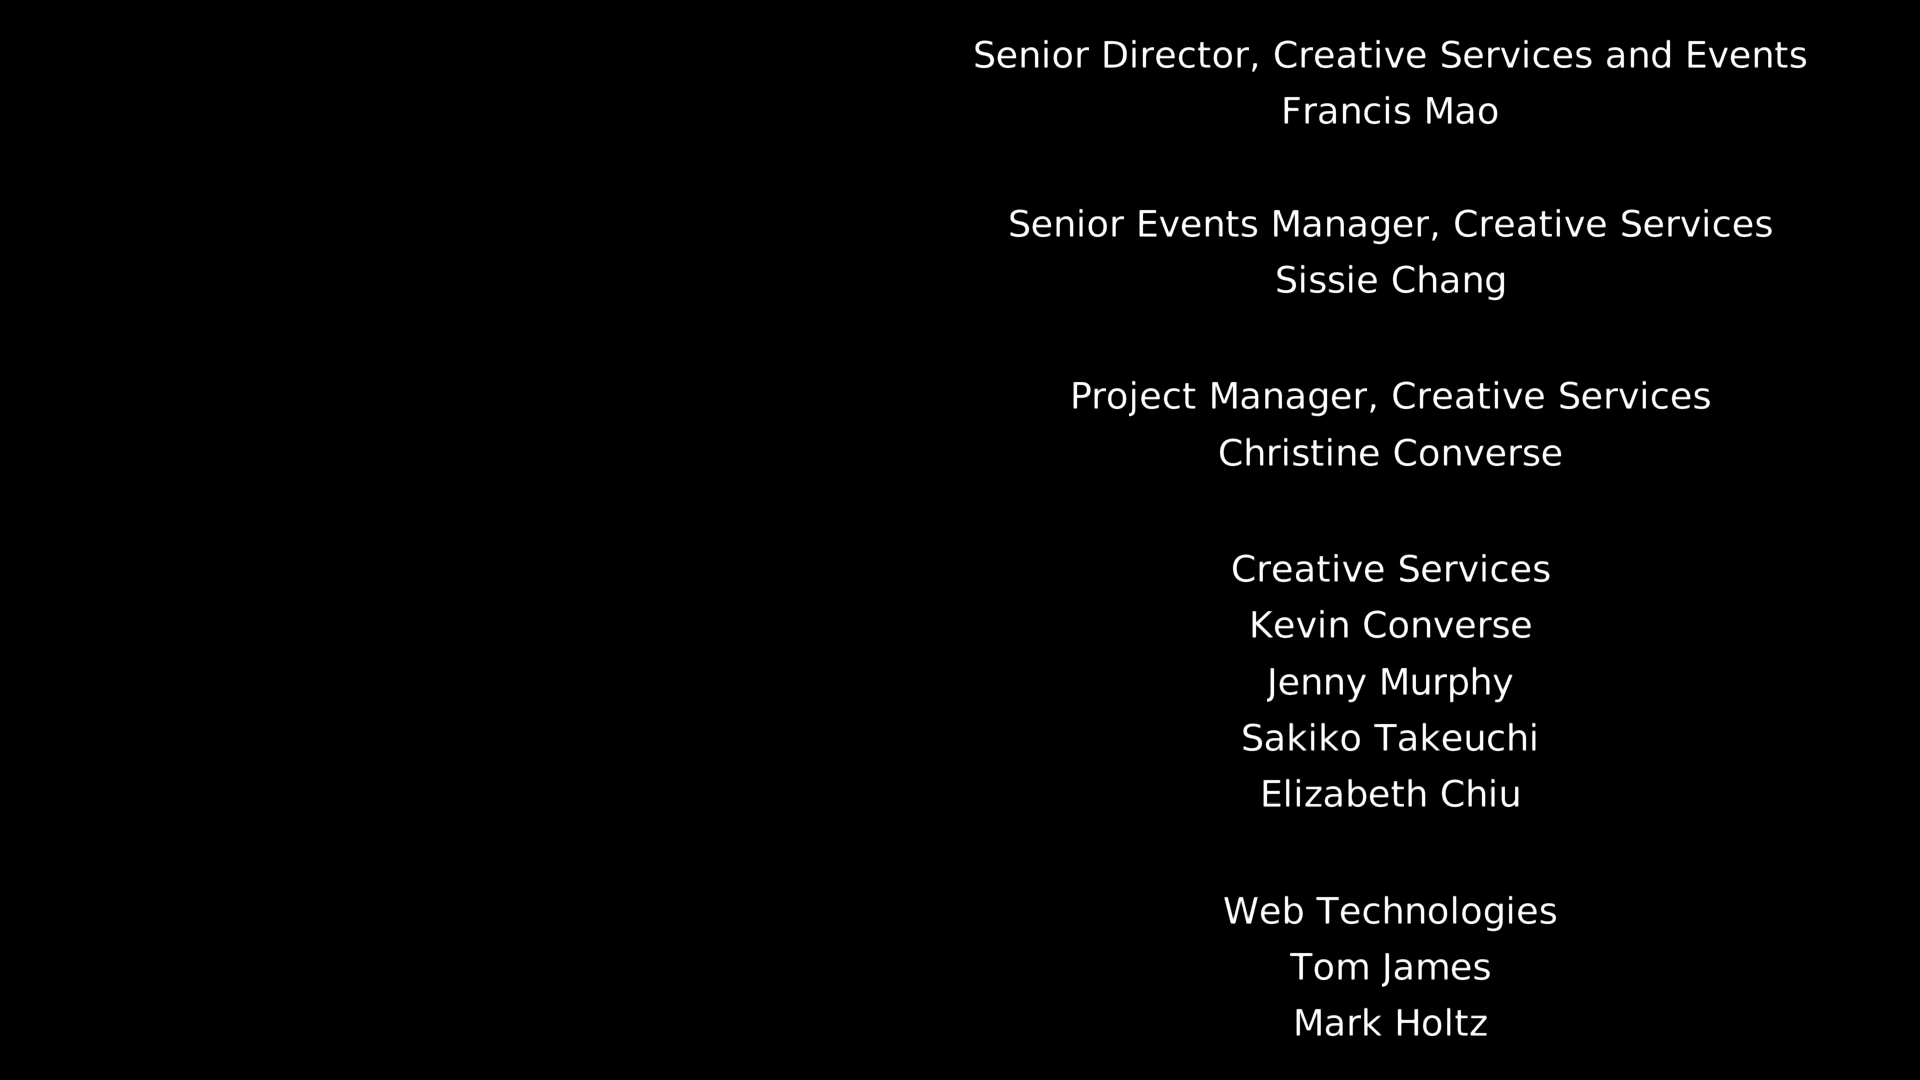 Senior Director, Creative Services and Events
Francis Mao
Senior Events Manager, Creative Services
Sissie Chang
Project Manager, Creative Services
Christine Converse
Creative Services
Kevin Converse
Jenny Murphy
Sakiko Takeuchi
Elizabeth Chiu
Web Technologies
Tom James
Mark Holtz